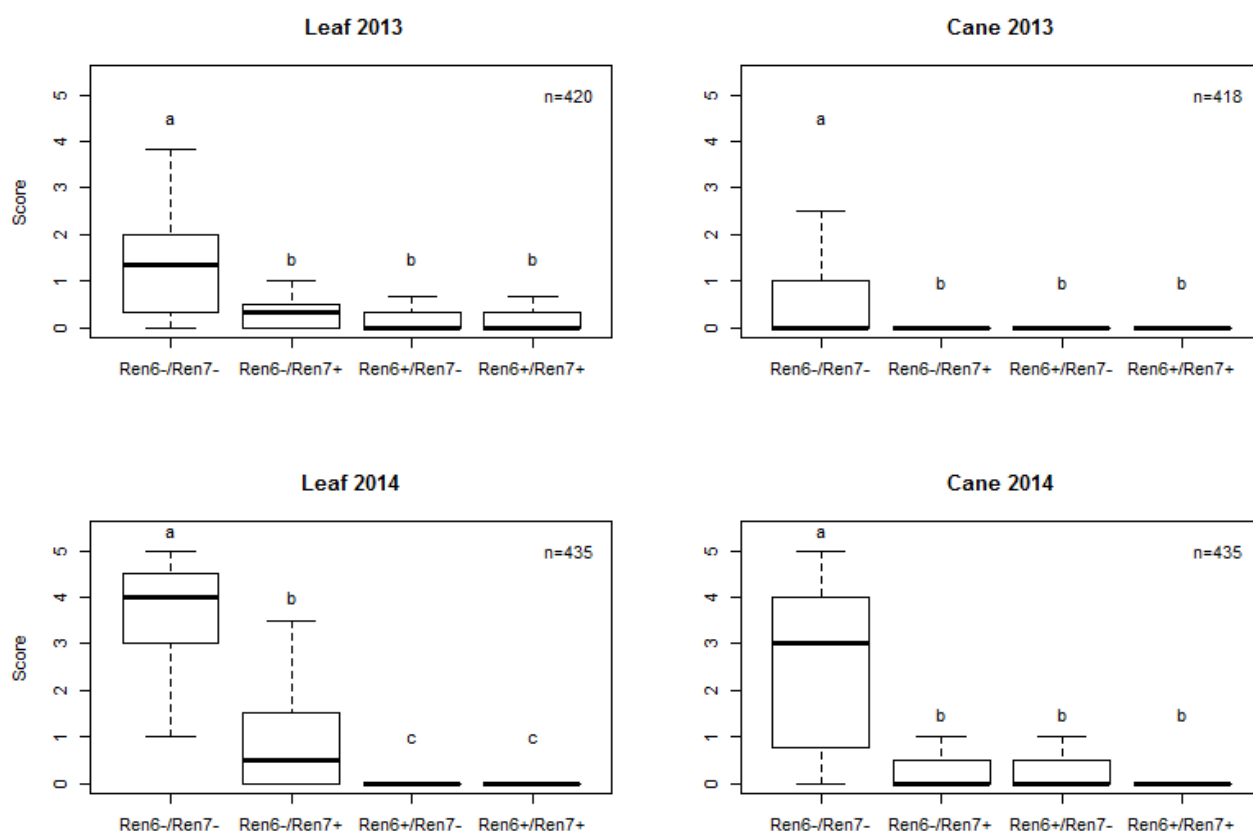 Leaf 2013
n=420
Score
5
4
3
2
1
0
a
b
b
b
Ren6-/Ren7-
Ren6-/Ren7+
Ren6+/Ren7-
Ren6+/Ren7+
Cane 2013
n=418
5
4
3
2
1
0
a
b
b
b
Ren6-/Ren7-
Ren6-/Ren7+
Ren6+/Ren7-
Ren6+/Ren7+
Leaf 2014
n=435
Score
5
4
3
2
1
0
a
b
c
c
Ren6-/Ren7-
Ren6-/Ren7+
Ren6+/Ren7-
Ren6+/Ren7+
Cane 2014
n=435
5
4
3
2
1
0
a
b
b
b
Ren6-/Ren7-
Ren6-/Ren7+
Ren6+/Ren7-
Ren6+/Ren7+